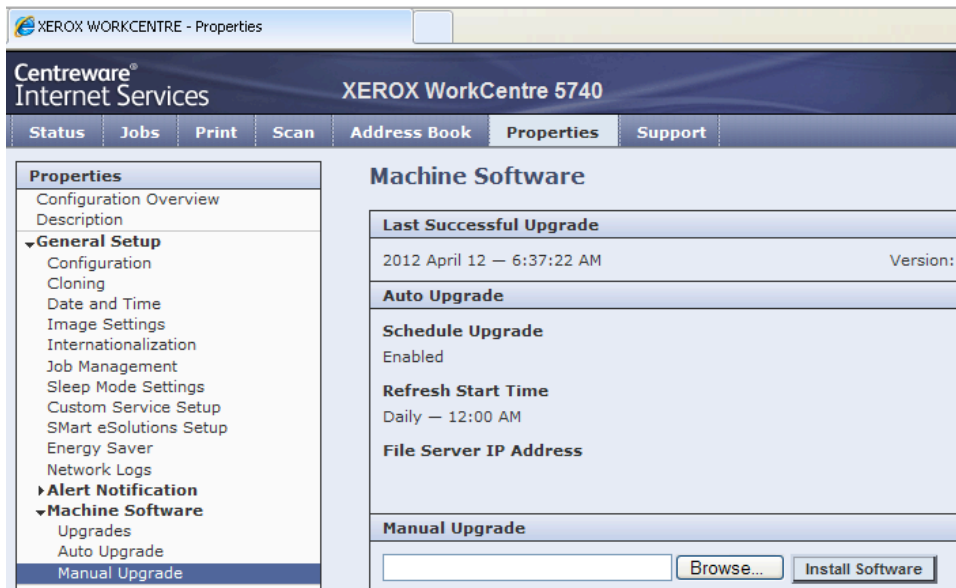 XEROX WORKCENTRE - Properties
Centreware®
Internet Services
XEROX WorkCentre 5740
Status Jobs Print Scan Address Book Properties Support
Properties
Configuration Overview
Description
General Setup
Configuration
Cloning
Date and Time
Image Settings
Internationalization
Job Management
Sleep Mode Settings
Custom Service Setup
SMart eSolutions Setup
Energy Saver
Network Logs
Alert Notification
Machine Software
Upgrades
Auto Upgrade
Manual Upgrade
Machine Software
Last Successful Upgrade
2012 April 12 — 6:37:22 AM Version:
Auto Upgrade
Schedule Upgrade
Enabled
Refresh Start Time
Daily — 12:00 AM
File Server IP Address
Manual Upgrade
Browse... Install Software